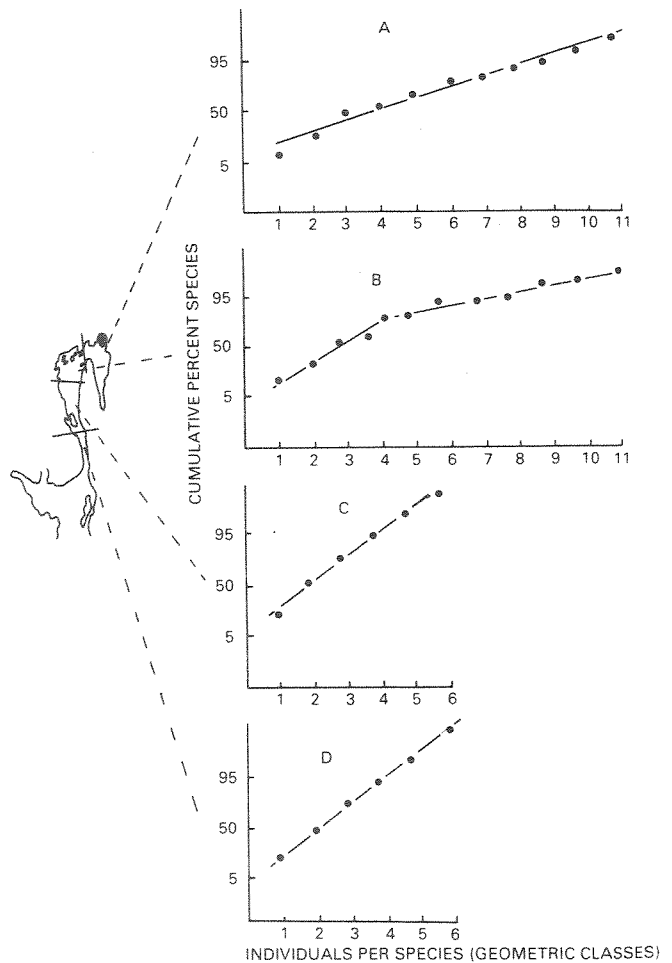 A
95
50
5
1 2 3 4 5 6 7 8 9 10 11
B
95
50
5
1 2 3 4 5 6 7 8 9 10 11
CUMULATIVE PERCENT SPECIES
C
95
50
5
1 2 3 4 5 6
D
95
50
5
1 2 3 4 5 6
INDIVIDUALS PER SPECIES (GEOMETRIC CLASSES)